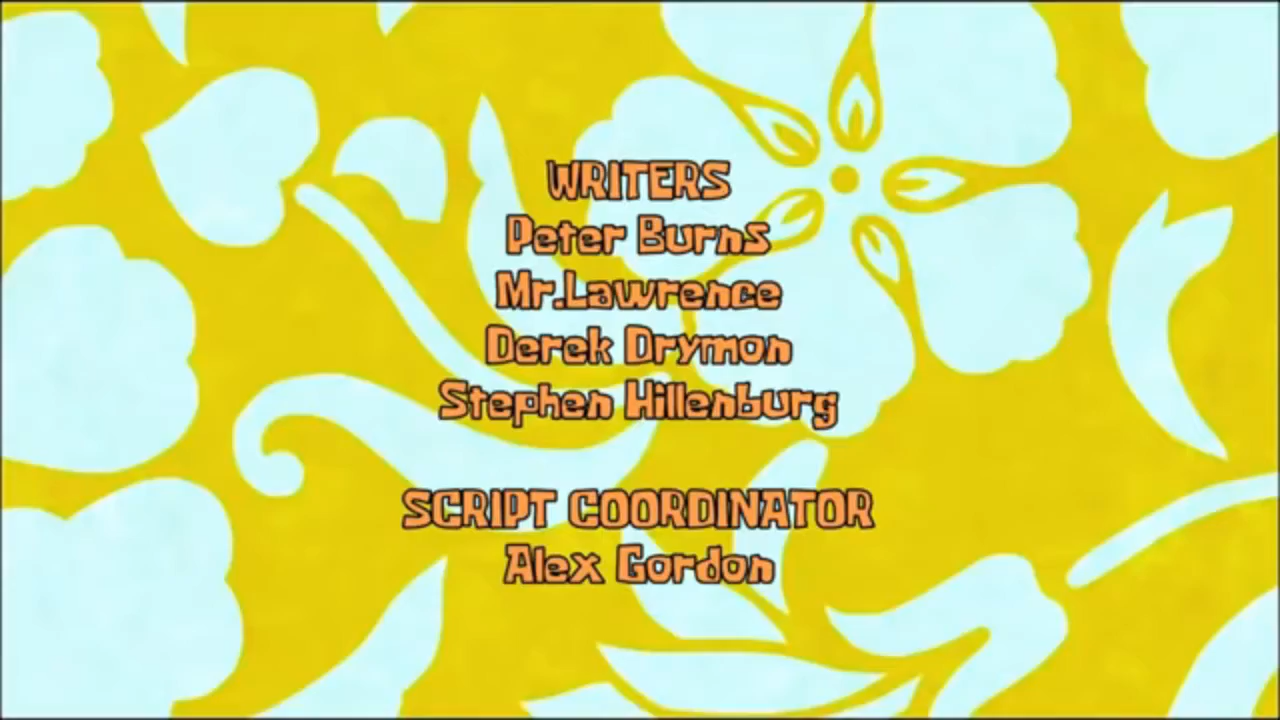 WRITERS
Peter Burns
Mr.Lawrence
Derek Drymon
Stephen Hillenburg
SCRIPT COORDINATOR
Alex Gordon